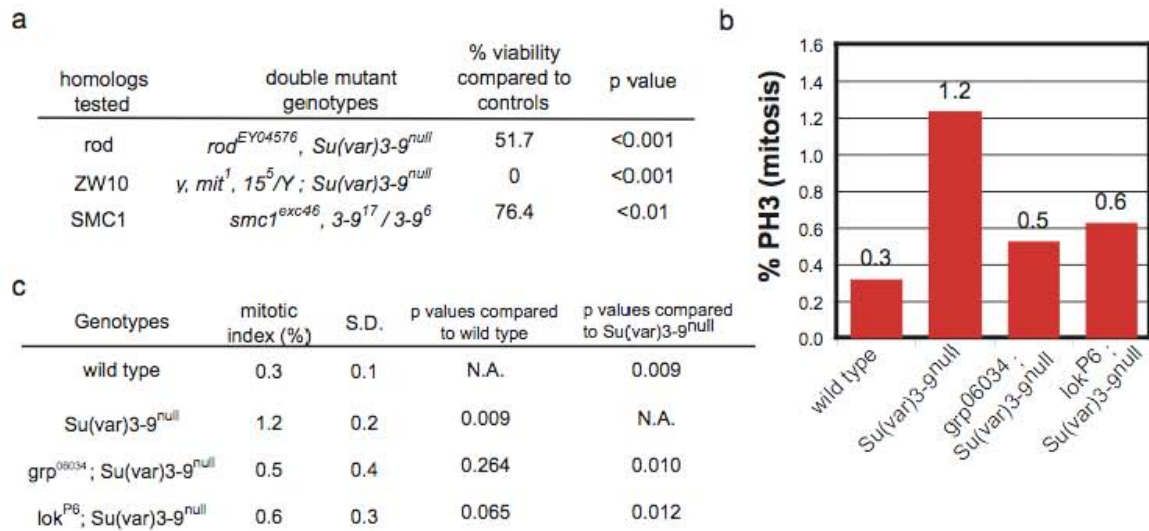 a
homologs tested
double mutant genotypes
% viability compared to controls
p value
rod
rod^EY04576, Su(var)3-9^null
51.7
<0.001
ZW10
y, mit^1, 15^5/Y ; Su(var)3-9^null
0
<0.001
SMC1
smc1^exc46, 3-9^17 / 3-9^6
76.4
<0.01
b
% PH3 (mitosis)
1.6
1.4
1.2
1.0
0.8
0.6
0.4
0.2
0.0
0.3
1.2
0.5
0.6
wild type
Su(var)3-9null
grp06034 ;
Su(var)3-9null
lokP6 ;
Su(var)3-9null
c
Genotypes
mitotic index (%)
S.D.
p values compared to wild type
p values compared to Su(var)3-9^null
wild type
0.3
0.1
N.A.
0.009
Su(var)3-9^null
1.2
0.2
0.009
N.A.
grp^06034; Su(var)3-9^null
0.5
0.4
0.264
0.010
lok^P6; Su(var)3-9^null
0.6
0.3
0.065
0.012